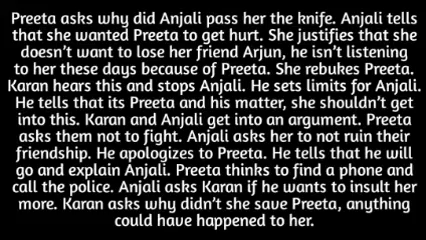 Preeta asks why did Anjali pass her the knife. Anjali tells
that she wanted Preeta to get hurt. She justifies that she
doesn't want to lose her friend Arjun, he isn't listening
to her these days because of Preeta. She rebukes Preeta.
Karan hears this and stops Anjali. He sets limits for Anjali.
He tells that its Preeta and his matter, she shouldn't get
into this. Karan and Anjali get into an argument. Preeta
asks them not to fight. Anjali asks her to not ruin their
friendship. He apologizes to Preeta. He tells that he will
go and explain Anjali. Preeta thinks to find a phone and
call the police. Anjali asks Karan if he wants to insult her
more. Karan asks why didn't she save Preeta, anything
could have happened to her.